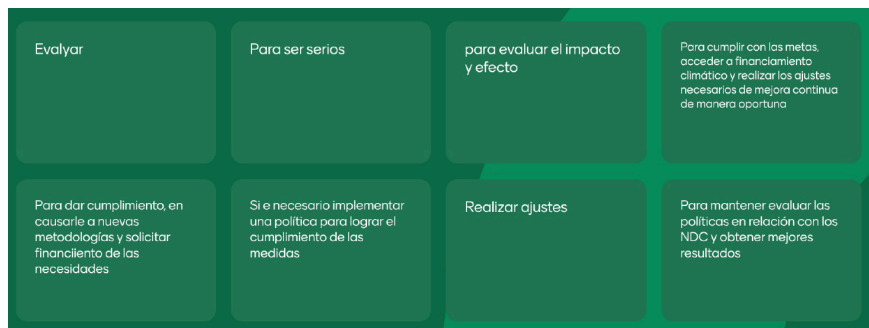 Evalyar
Para ser serios
para evaluar el impacto
y efecto
Para cumplir con las metas,
acceder a financiamiento
climático y realizar los ajustes
necesarios de mejora continua
de manera oportuna
Para dar cumplimiento, en
causarle a nuevas
metodologías y solicitar
financiiento de las
necesidades
Si e necesario implementar
una política para lograr el
cumplimiento de las
medidas
Realizar ajustes
Para mantener evaluar las
políticas en relación con los
NDC y obtener mejores
resultados